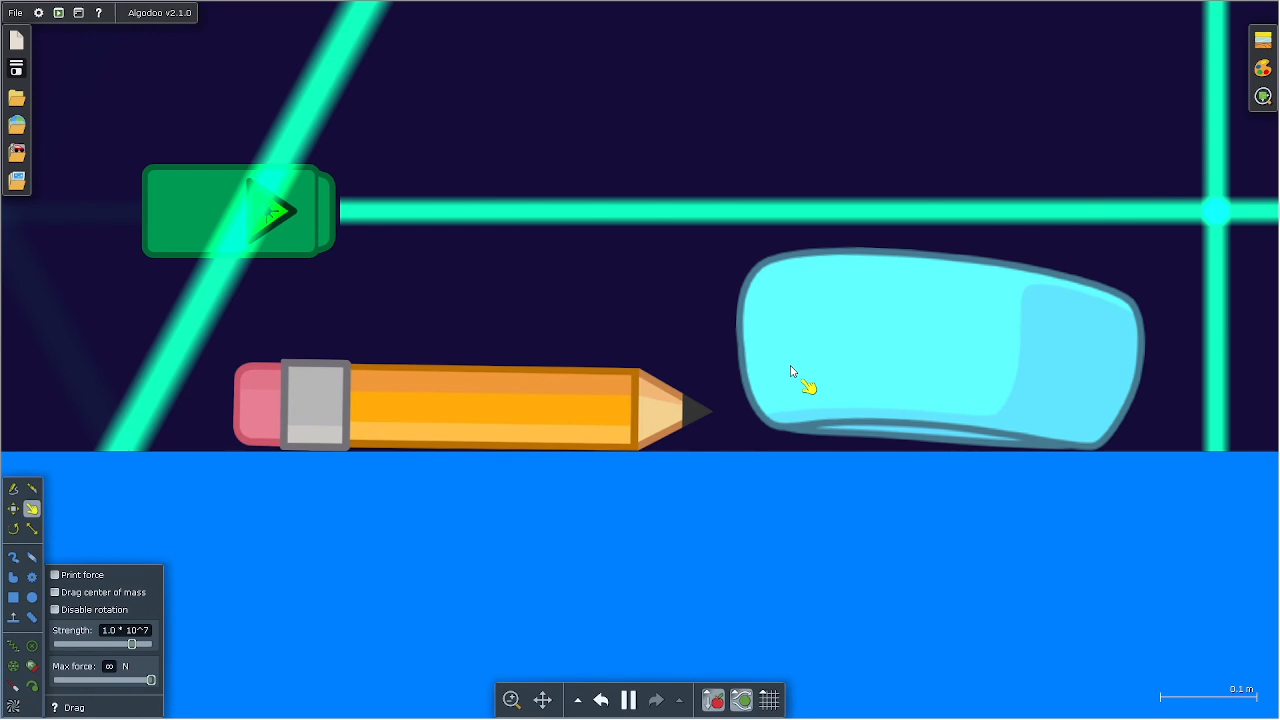 File ? Algodoo v2.1.0
Print force
Drag center of mass
Disable rotation
Strength: 1.0 * 10^7
Max force: ∞ N
? Drag
0.1 m